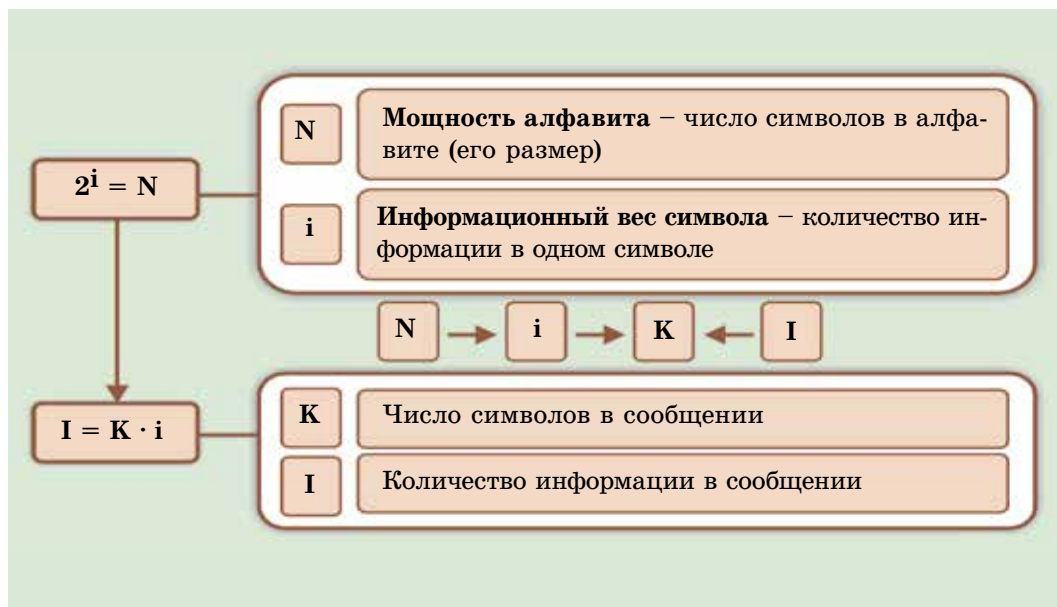 N
Мощность алфавита – число символов в алфа-
вите (его размер)
2ⁱ = N
i
Информационный вес символа – количество ин-
формации в одном символе
N i K I
K
Число символов в сообщении
I = K · i
I
Количество информации в сообщении